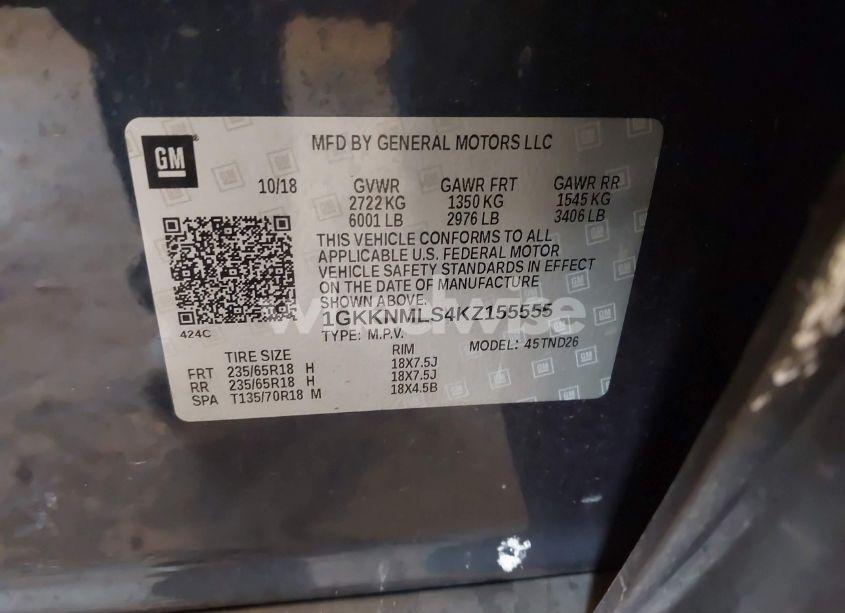 GM
MFD BY GENERAL MOTORS LLC
10/18 GVWR GAWR FRT GAWR RR
2722 KG 1350 KG 1545 KG
6001 LB 2976 LB 3406 LB
THIS VEHICLE CONFORMS TO ALL
APPLICABLE U.S. FEDERAL MOTOR
VEHICLE SAFETY STANDARDS IN EFFECT
ON THE DATE OF MANUFACTURE
SHOWN ABOVE.
1GKKNMLS4KZ155555
424C TYPE: M.P.V. MODEL: 45TND26
TIRE SIZE RIM
FRT 235/65R18 H 18X7.5J
RR 235/65R18 H 18X7.5J
SPA T135/70R18 M 18X4.5B